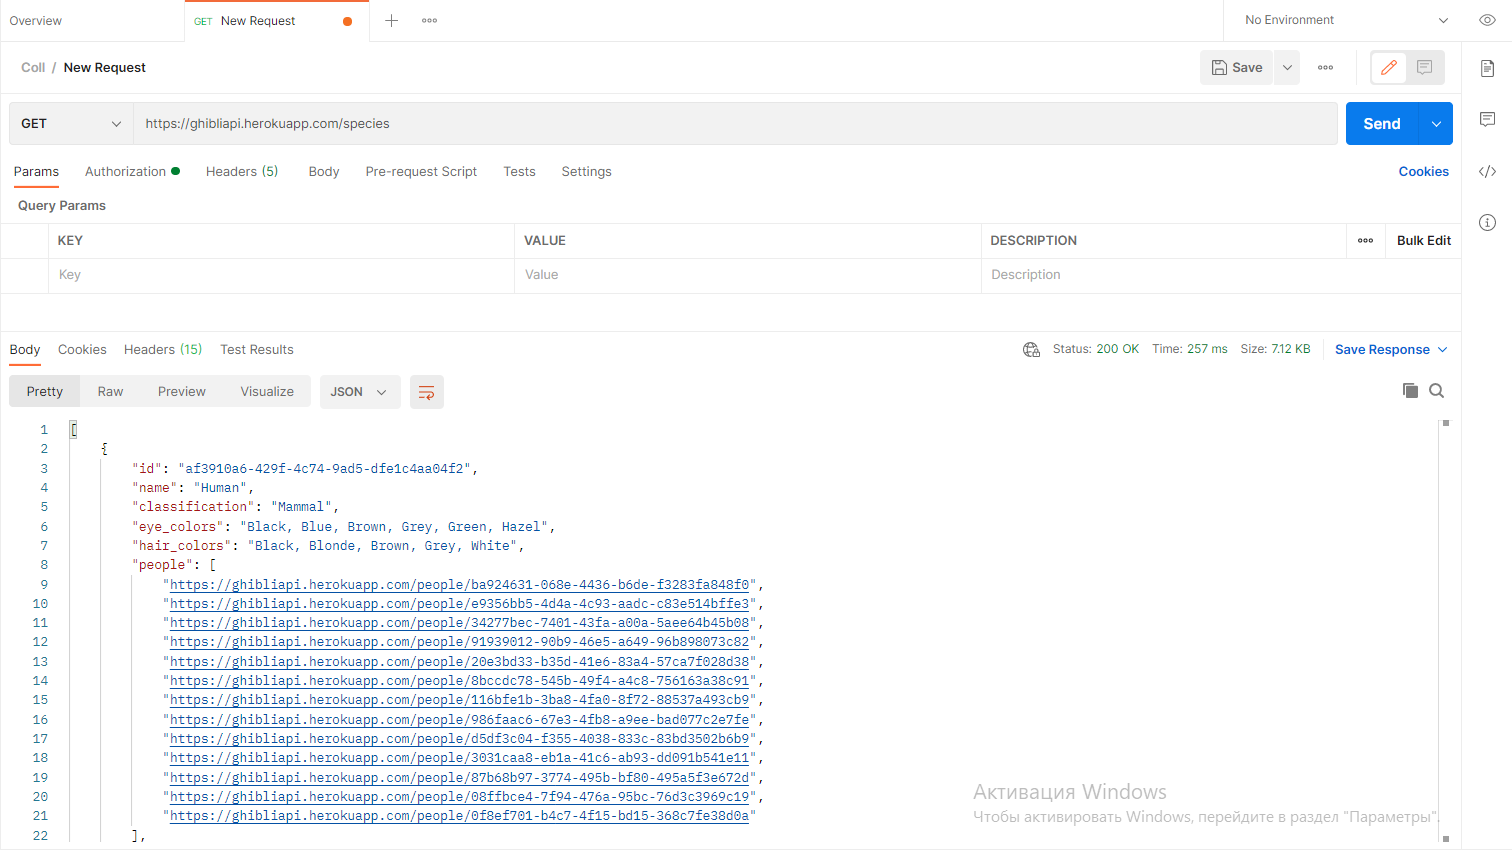 Overview
GET New Request
No Environment
Coll / New Request
Save
GET
https://ghibliapi.herokuapp.com/species
Send
Params Authorization Headers (5) Body Pre-request Script Tests Settings Cookies
Query Params
KEY VALUE DESCRIPTION Bulk Edit
Key Value Description
Body Cookies Headers (15) Test Results Status: 200 OK Time: 257 ms Size: 7.12 KB Save Response
Pretty Raw Preview Visualize JSON
1 [
2 {
3 "id": "af3910a6-429f-4c74-9ad5-dfe1c4aa04f2",
4 "name": "Human",
5 "classification": "Mammal",
6 "eye_colors": "Black, Blue, Brown, Grey, Green, Hazel",
7 "hair_colors": "Black, Blonde, Brown, Grey, White",
8 "people": [
9 "https://ghibliapi.herokuapp.com/people/ba924631-068e-4436-b6de-f3283fa848f0",
10 "https://ghibliapi.herokuapp.com/people/e9356bb5-4d4a-4c93-aadc-c83e514bffe3",
11 "https://ghibliapi.herokuapp.com/people/34277bec-7401-43fa-a00a-5aee64b45b08",
12 "https://ghibliapi.herokuapp.com/people/91939012-90b9-46e5-a649-96b898073c82",
13 "https://ghibliapi.herokuapp.com/people/20e3bd33-b35d-41e6-83a4-57ca7f028d38",
14 "https://ghibliapi.herokuapp.com/people/8bccdc78-545b-49f4-a4c8-756163a38c91",
15 "https://ghibliapi.herokuapp.com/people/116bfe1b-3ba8-4fa0-8f72-88537a493cb9",
16 "https://ghibliapi.herokuapp.com/people/986faac6-67e3-4fb8-a9ee-bad077c2e7fe",
17 "https://ghibliapi.herokuapp.com/people/d5df3c04-f355-4038-833c-83bd3502b6b9",
18 "https://ghibliapi.herokuapp.com/people/3031caa8-eb1a-41c6-ab93-dd091b541e11",
19 "https://ghibliapi.herokuapp.com/people/87b68b97-3774-495b-bf80-495a5f3e672d",
20 "https://ghibliapi.herokuapp.com/people/08ffbce4-7f94-476a-95bc-76d3c3969c19",
21 "https://ghibliapi.herokuapp.com/people/0f8ef701-b4c7-4f15-bd15-368c7fe38d0a"
22 ],
Активация Windows
Чтобы активировать Windows, перейдите в раздел "Параметры".